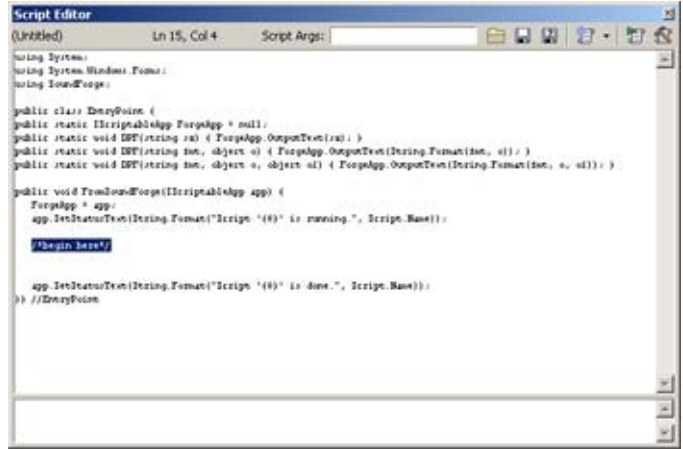 Script Editor
(Untitled) Ln 15, Col 4 Script Args:
using System;
using System.Windows.Forms;
using SoundForge;
public class EntryPoint {
public static IScriptableApp ForgeApp = null;
public static void DPF(string sz) { ForgeApp.OutputText(sz); }
public static void DPF(string fmt, object o) { ForgeApp.OutputText(String.Format(fmt, o)); }
public static void DPF(string fmt, object o, object o1) { ForgeApp.OutputText(String.Format(fmt, o, o1)); }
public void FromSoundForge(IScriptableApp app) {
ForgeApp = app;
app.SetStatusText(String.Format("Script '{0}' is running.", Script.Name));
/*begin here*/
app.SetStatusText(String.Format("Script '{0}' is done.", Script.Name));
}} //EntryPoint